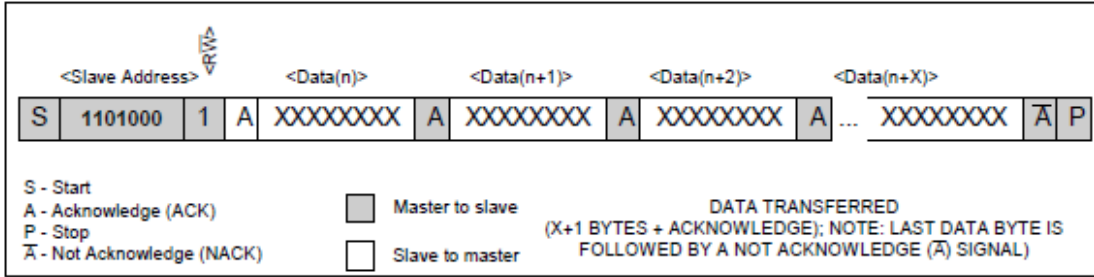 <R/W̅>
<Slave Address> <Data(n)> <Data(n+1)> <Data(n+2)> <Data(n+X)>
S 1101000 1 A XXXXXXXX A XXXXXXXX A XXXXXXXX A ... XXXXXXXX A̅ P
S - Start
A - Acknowledge (ACK)
P - Stop
A̅ - Not Acknowledge (NACK)
Master to slave
Slave to master
DATA TRANSFERRED
(X+1 BYTES + ACKNOWLEDGE); NOTE: LAST DATA BYTE IS
FOLLOWED BY A NOT ACKNOWLEDGE (A̅) SIGNAL)